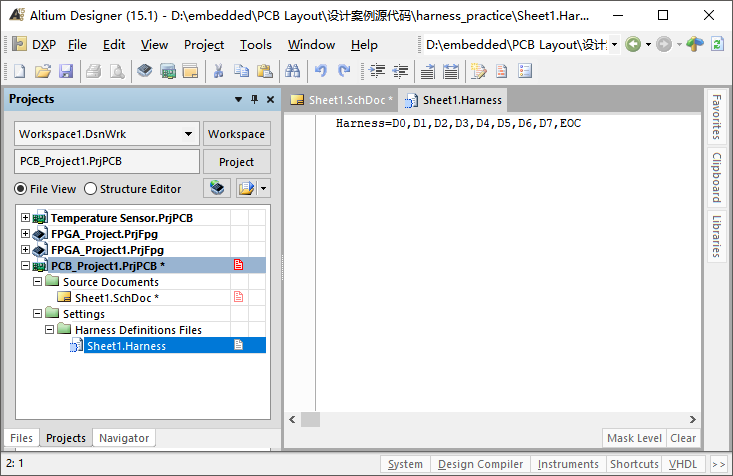 Altium Designer (15.1) - D:\embedded\PCB Layout\设计案例源代码\harness_practice\Sheet1.Har...
DXP File Edit View Project Tools Window Help D:\embedded\PCB Layout\设计
Projects
Sheet1.SchDoc * Sheet1.Harness
Workspace1.DsnWrk Workspace
PCB_Project1.PrjPCB Project
File View Structure Editor
Temperature Sensor.PrjPCB
FPGA_Project.PrjFpg
FPGA_Project1.PrjFpg
PCB_Project1.PrjPCB *
Source Documents
Sheet1.SchDoc *
Settings
Harness Definitions Files
Sheet1.Harness
Harness=D0,D1,D2,D3,D4,D5,D6,D7,EOC
Favorites
Clipboard
Libraries
Files Projects Navigator
Mask Level Clear
2: 1 System Design Compiler Instruments Shortcuts VHDL >>